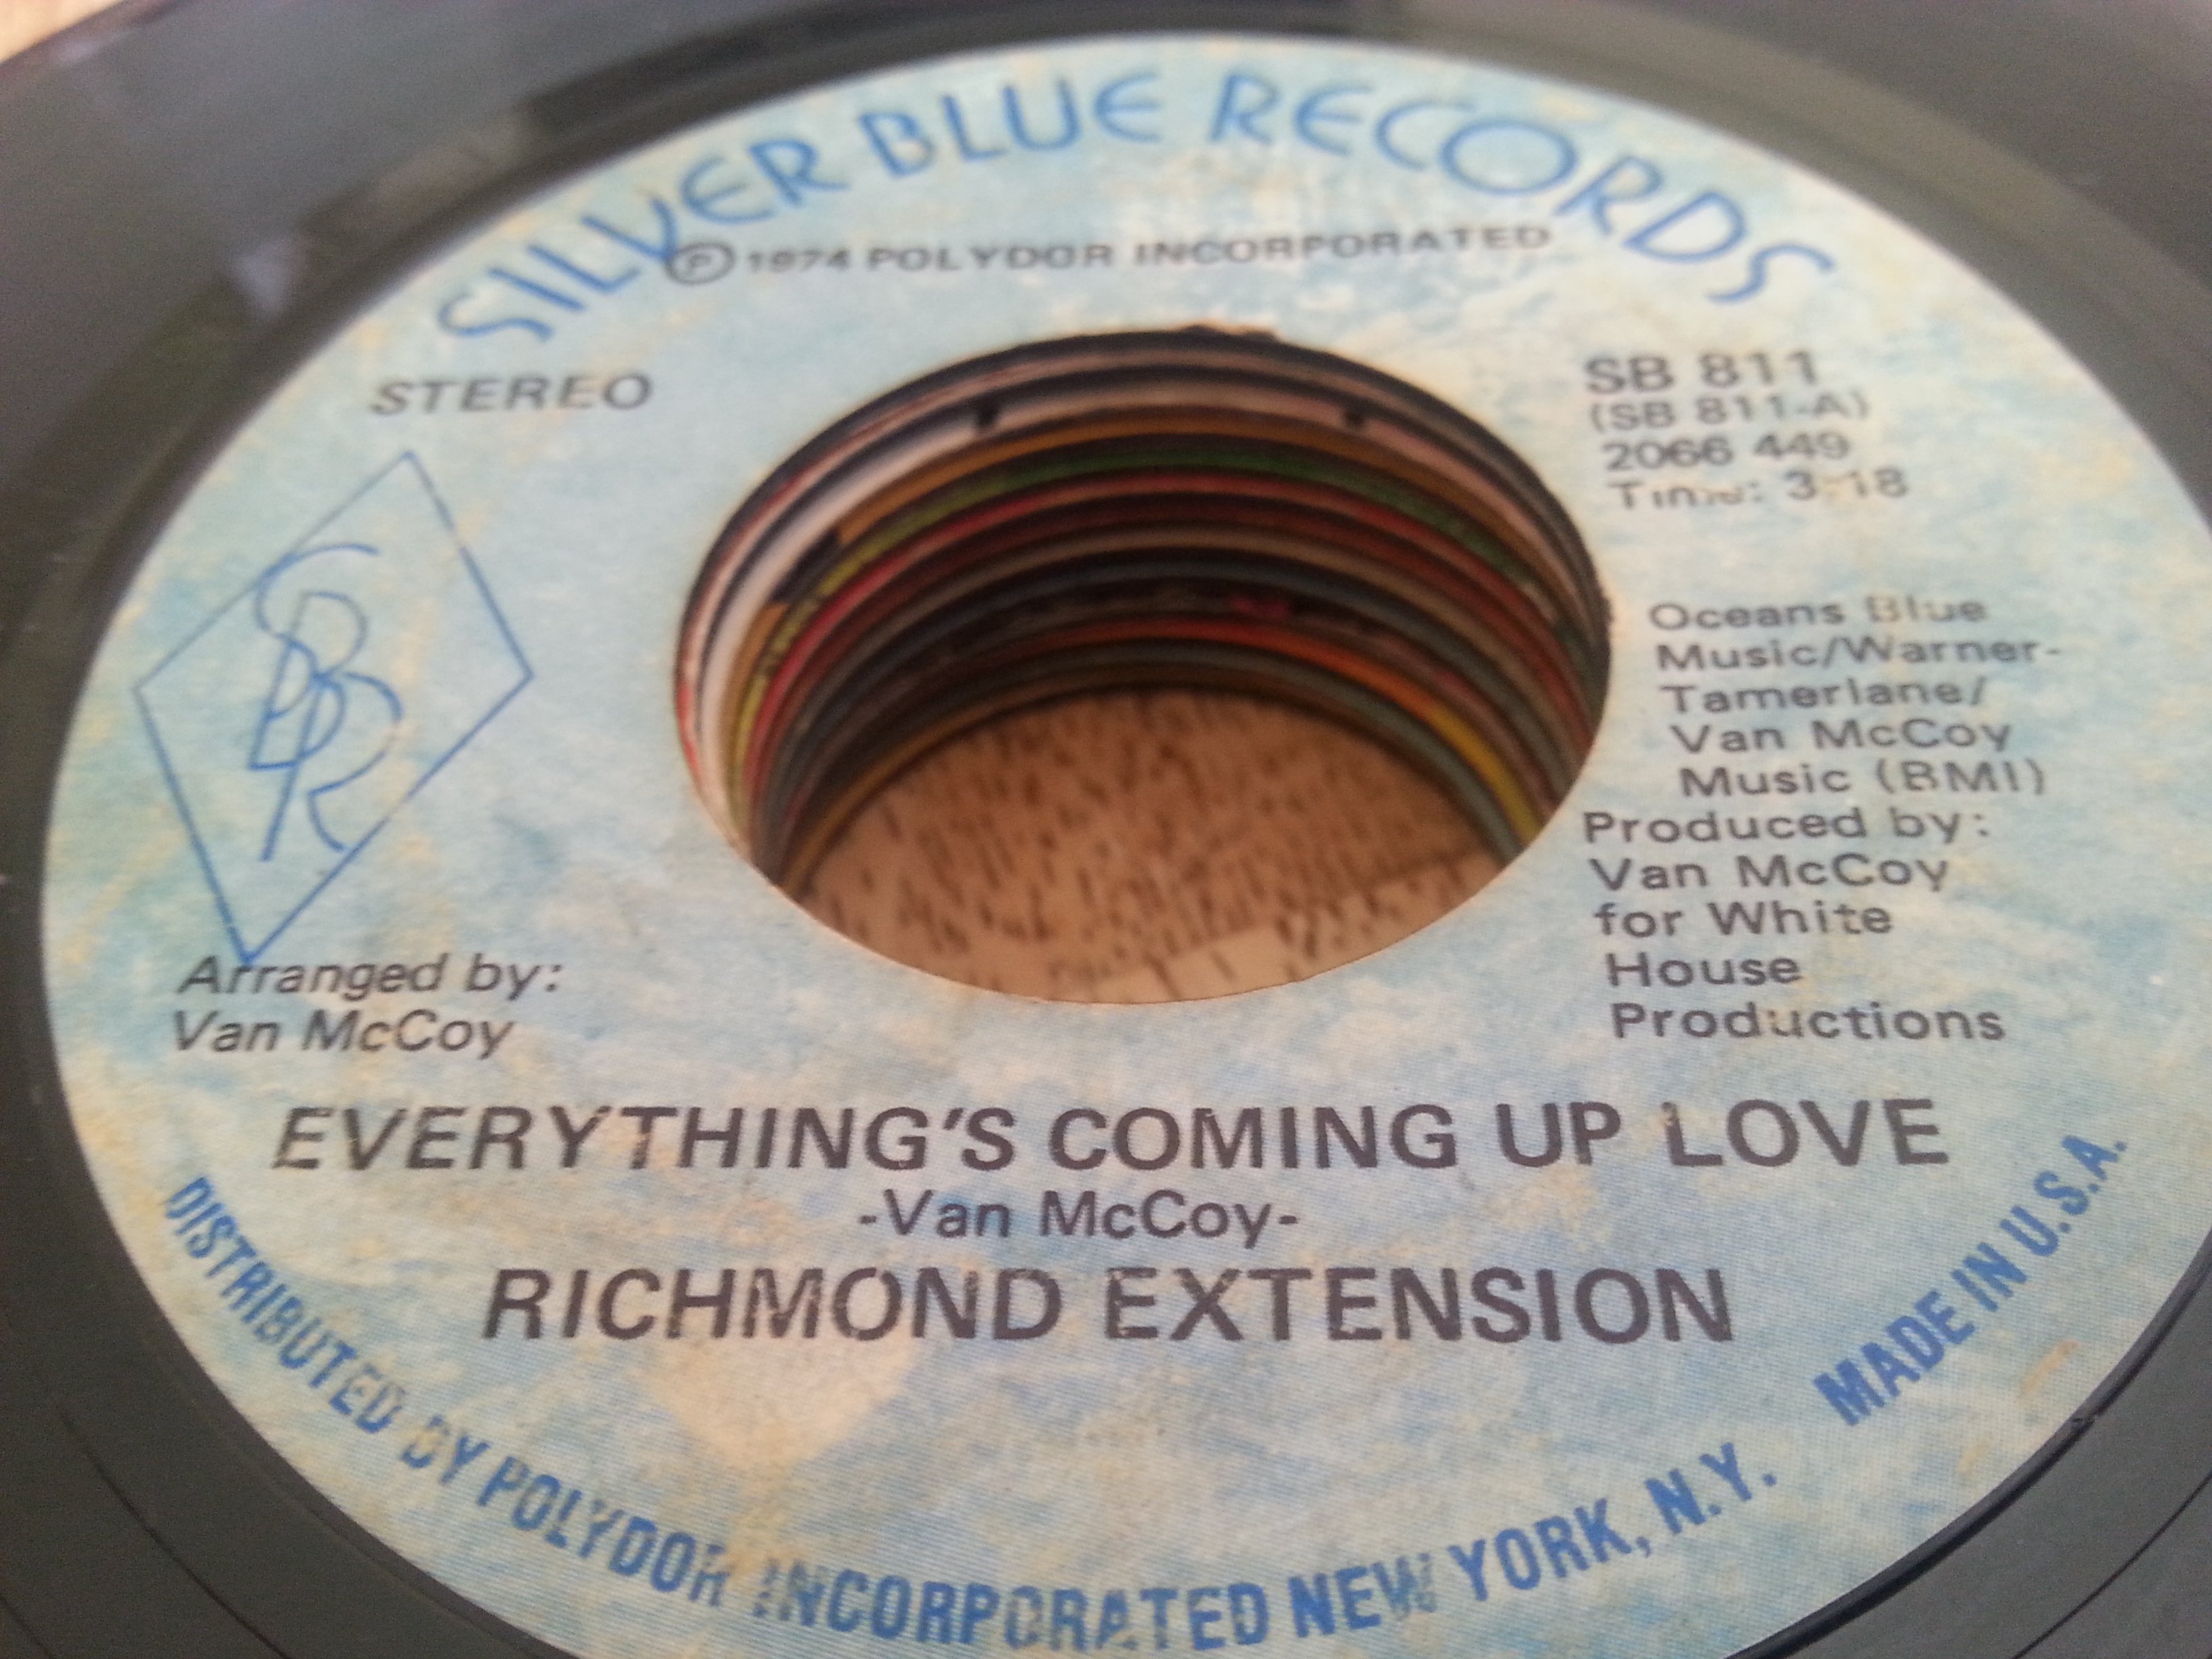 SILVER BLUE RECORDS
Ⓟ 1974 POLYDOR INCORPORATED
STEREO
SB 811
(SB 811-A)
2066 449
Time: 3:18
SBR
Oceans Blue
Music/Warner-
Tamerlane/
Van McCoy
Music (BMI)
Produced by:
Van McCoy
for White
House
Productions
Arranged by:
Van McCoy
EVERYTHING'S COMING UP LOVE
-Van McCoy-
RICHMOND EXTENSION
DISTRIBUTED BY POLYDOR INCORPORATED NEW YORK, N.Y. MADE IN U.S.A.